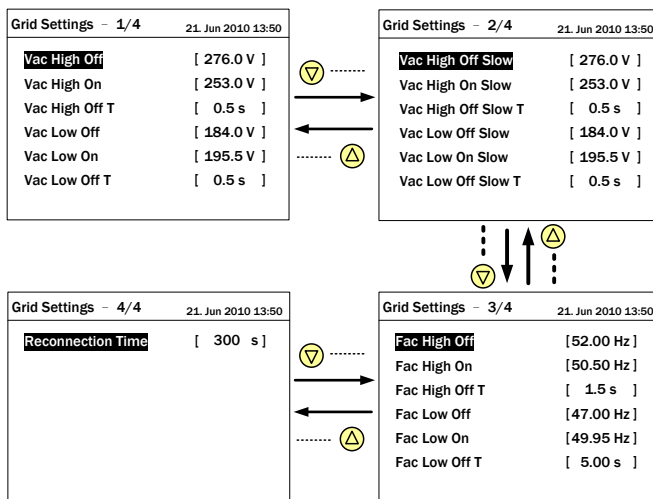 Grid Settings – 1/4 21. Jun 2010 13:50
Vac High Off [ 276.0 V ]
Vac High On [ 253.0 V ]
Vac High Off T [ 0.5 s ]
Vac Low Off [ 184.0 V ]
Vac Low On [ 195.5 V ]
Vac Low Off T [ 0.5 s ]
Grid Settings – 2/4 21. Jun 2010 13:50
Vac High Off Slow [ 276.0 V ]
Vac High On Slow [ 253.0 V ]
Vac High Off Slow T [ 0.5 s ]
Vac Low Off Slow [ 184.0 V ]
Vac Low On Slow [ 195.5 V ]
Vac Low Off Slow T [ 0.5 s ]
Grid Settings – 4/4 21. Jun 2010 13:50
Reconnection Time [ 300 s ]
Grid Settings – 3/4 21. Jun 2010 13:50
Fac High Off [52.00 Hz ]
Fac High On [50.50 Hz ]
Fac High Off T [ 1.5 s ]
Fac Low Off [47.00 Hz ]
Fac Low On [49.95 Hz ]
Fac Low Off T [ 5.00 s ]